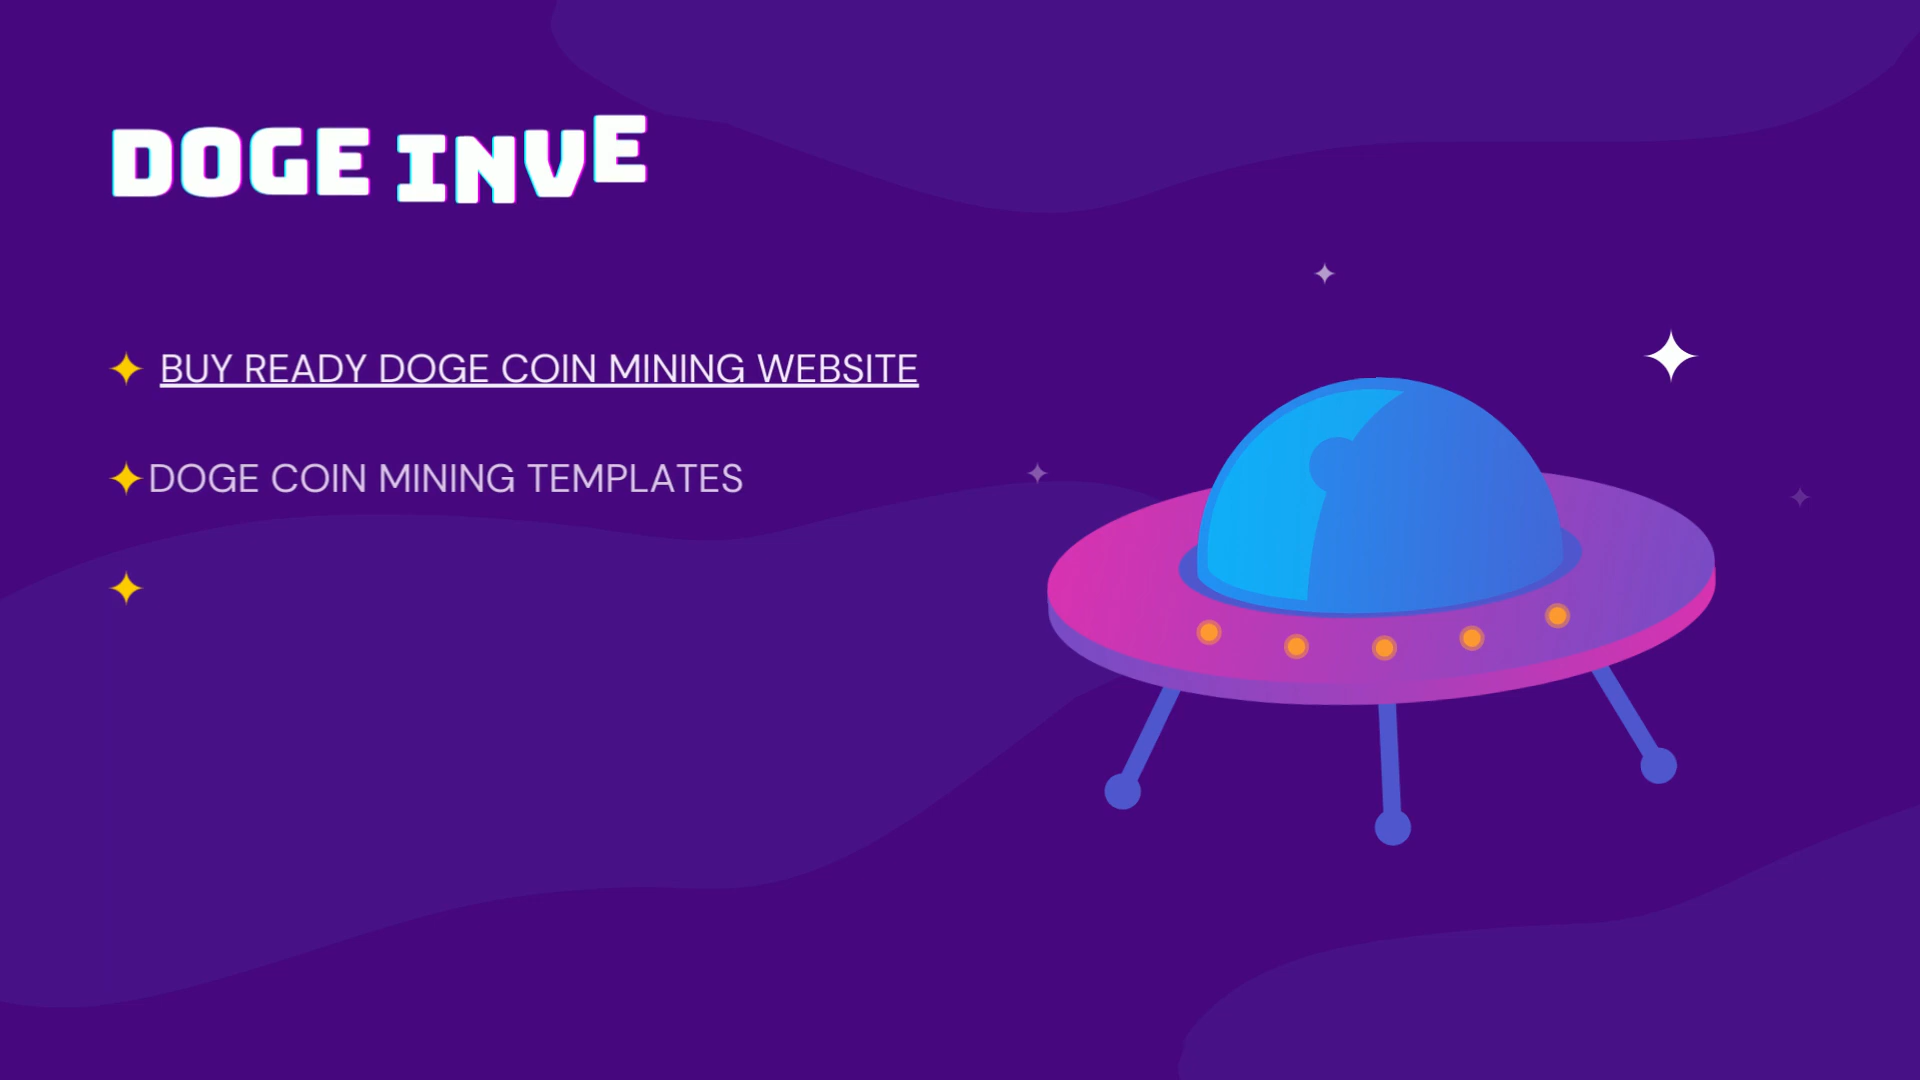 DOGE INVE
BUY READY DOGE COIN MINING WEBSITE
DOGE COIN MINING TEMPLATES